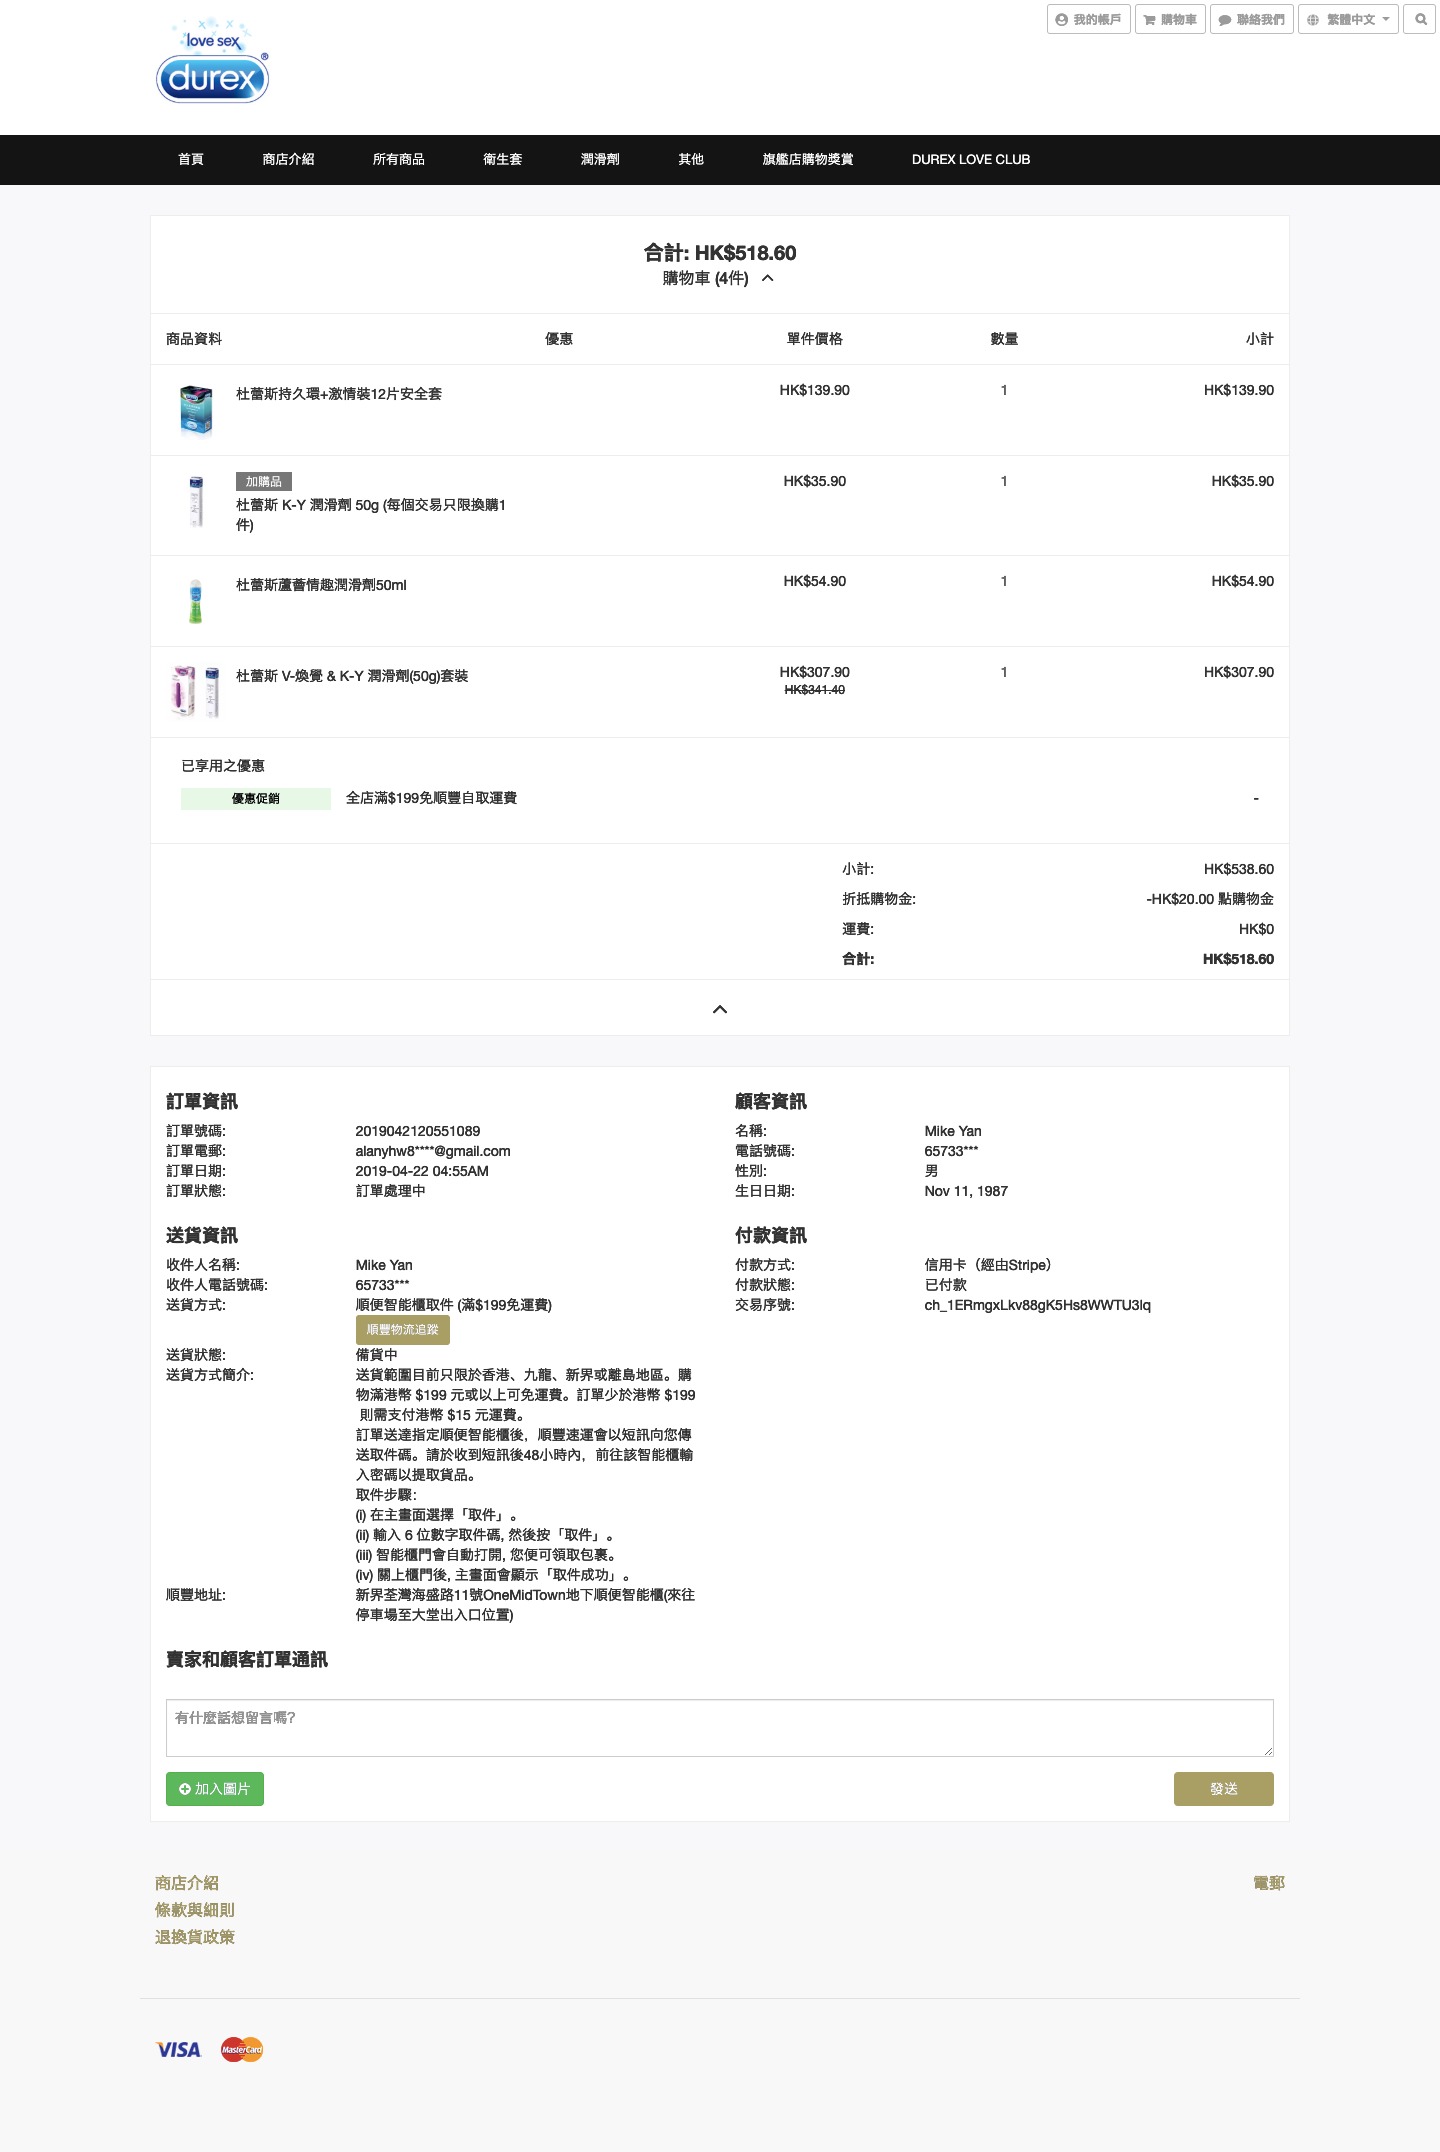 love sex
durex®
我的帳戶
購物車
聯絡我們
繁體中文
首頁
商店介紹
所有商品
衛生套
潤滑劑
其他
旗艦店購物獎賞
DUREX LOVE CLUB
合計: HK$518.60
購物車 (4件)
商品資料 優惠 單件價格 數量 小計
杜蕾斯持久環+激情裝12片安全套 HK$139.90 1 HK$139.90
加購品
杜蕾斯 K-Y 潤滑劑 50g (每個交易只限換購1 HK$35.90 1 HK$35.90
件)
杜蕾斯蘆薈情趣潤滑劑50ml HK$54.90 1 HK$54.90
杜蕾斯 V-煥覺 & K-Y 潤滑劑(50g)套裝 HK$307.90 1 HK$307.90
HK$341.40
已享用之優惠
優惠促銷 全店滿$199免順豐自取運費 -
小計: HK$538.60
折抵購物金: -HK$20.00 點購物金
運費: HK$0
合計: HK$518.60
訂單資訊
訂單號碼: 2019042120551089
訂單電郵: alanyhw8****@gmail.com
訂單日期: 2019-04-22 04:55AM
訂單狀態: 訂單處理中
顧客資訊
名稱: Mike Yan
電話號碼: 65733***
性別: 男
生日日期: Nov 11, 1987
送貨資訊
收件人名稱: Mike Yan
收件人電話號碼: 65733***
送貨方式: 順便智能櫃取件 (滿$199免運費)
順豐物流追蹤
送貨狀態: 備貨中
送貨方式簡介: 送貨範圍目前只限於香港、九龍、新界或離島地區。購
物滿港幣 $199 元或以上可免運費。訂單少於港幣 $199
則需支付港幣 $15 元運費。
訂單送達指定順便智能櫃後，順豐速運會以短訊向您傳
送取件碼。請於收到短訊後48小時內，前往該智能櫃輸
入密碼以提取貨品。
取件步驟：
(i) 在主畫面選擇「取件」。
(ii) 輸入 6 位數字取件碼, 然後按「取件」。
(iii) 智能櫃門會自動打開, 您便可領取包裹。
(iv) 關上櫃門後, 主畫面會顯示「取件成功」。
順豐地址: 新界荃灣海盛路11號OneMidTown地下順便智能櫃(來往
停車場至大堂出入口位置)
付款資訊
付款方式: 信用卡（經由Stripe）
付款狀態: 已付款
交易序號: ch_1ERmgxLkv88gK5Hs8WWTU3lq
賣家和顧客訂單通訊
有什麼話想留言嗎?
加入圖片
發送
商店介紹
條款與細則
退換貨政策
電郵
VISA
MasterCard